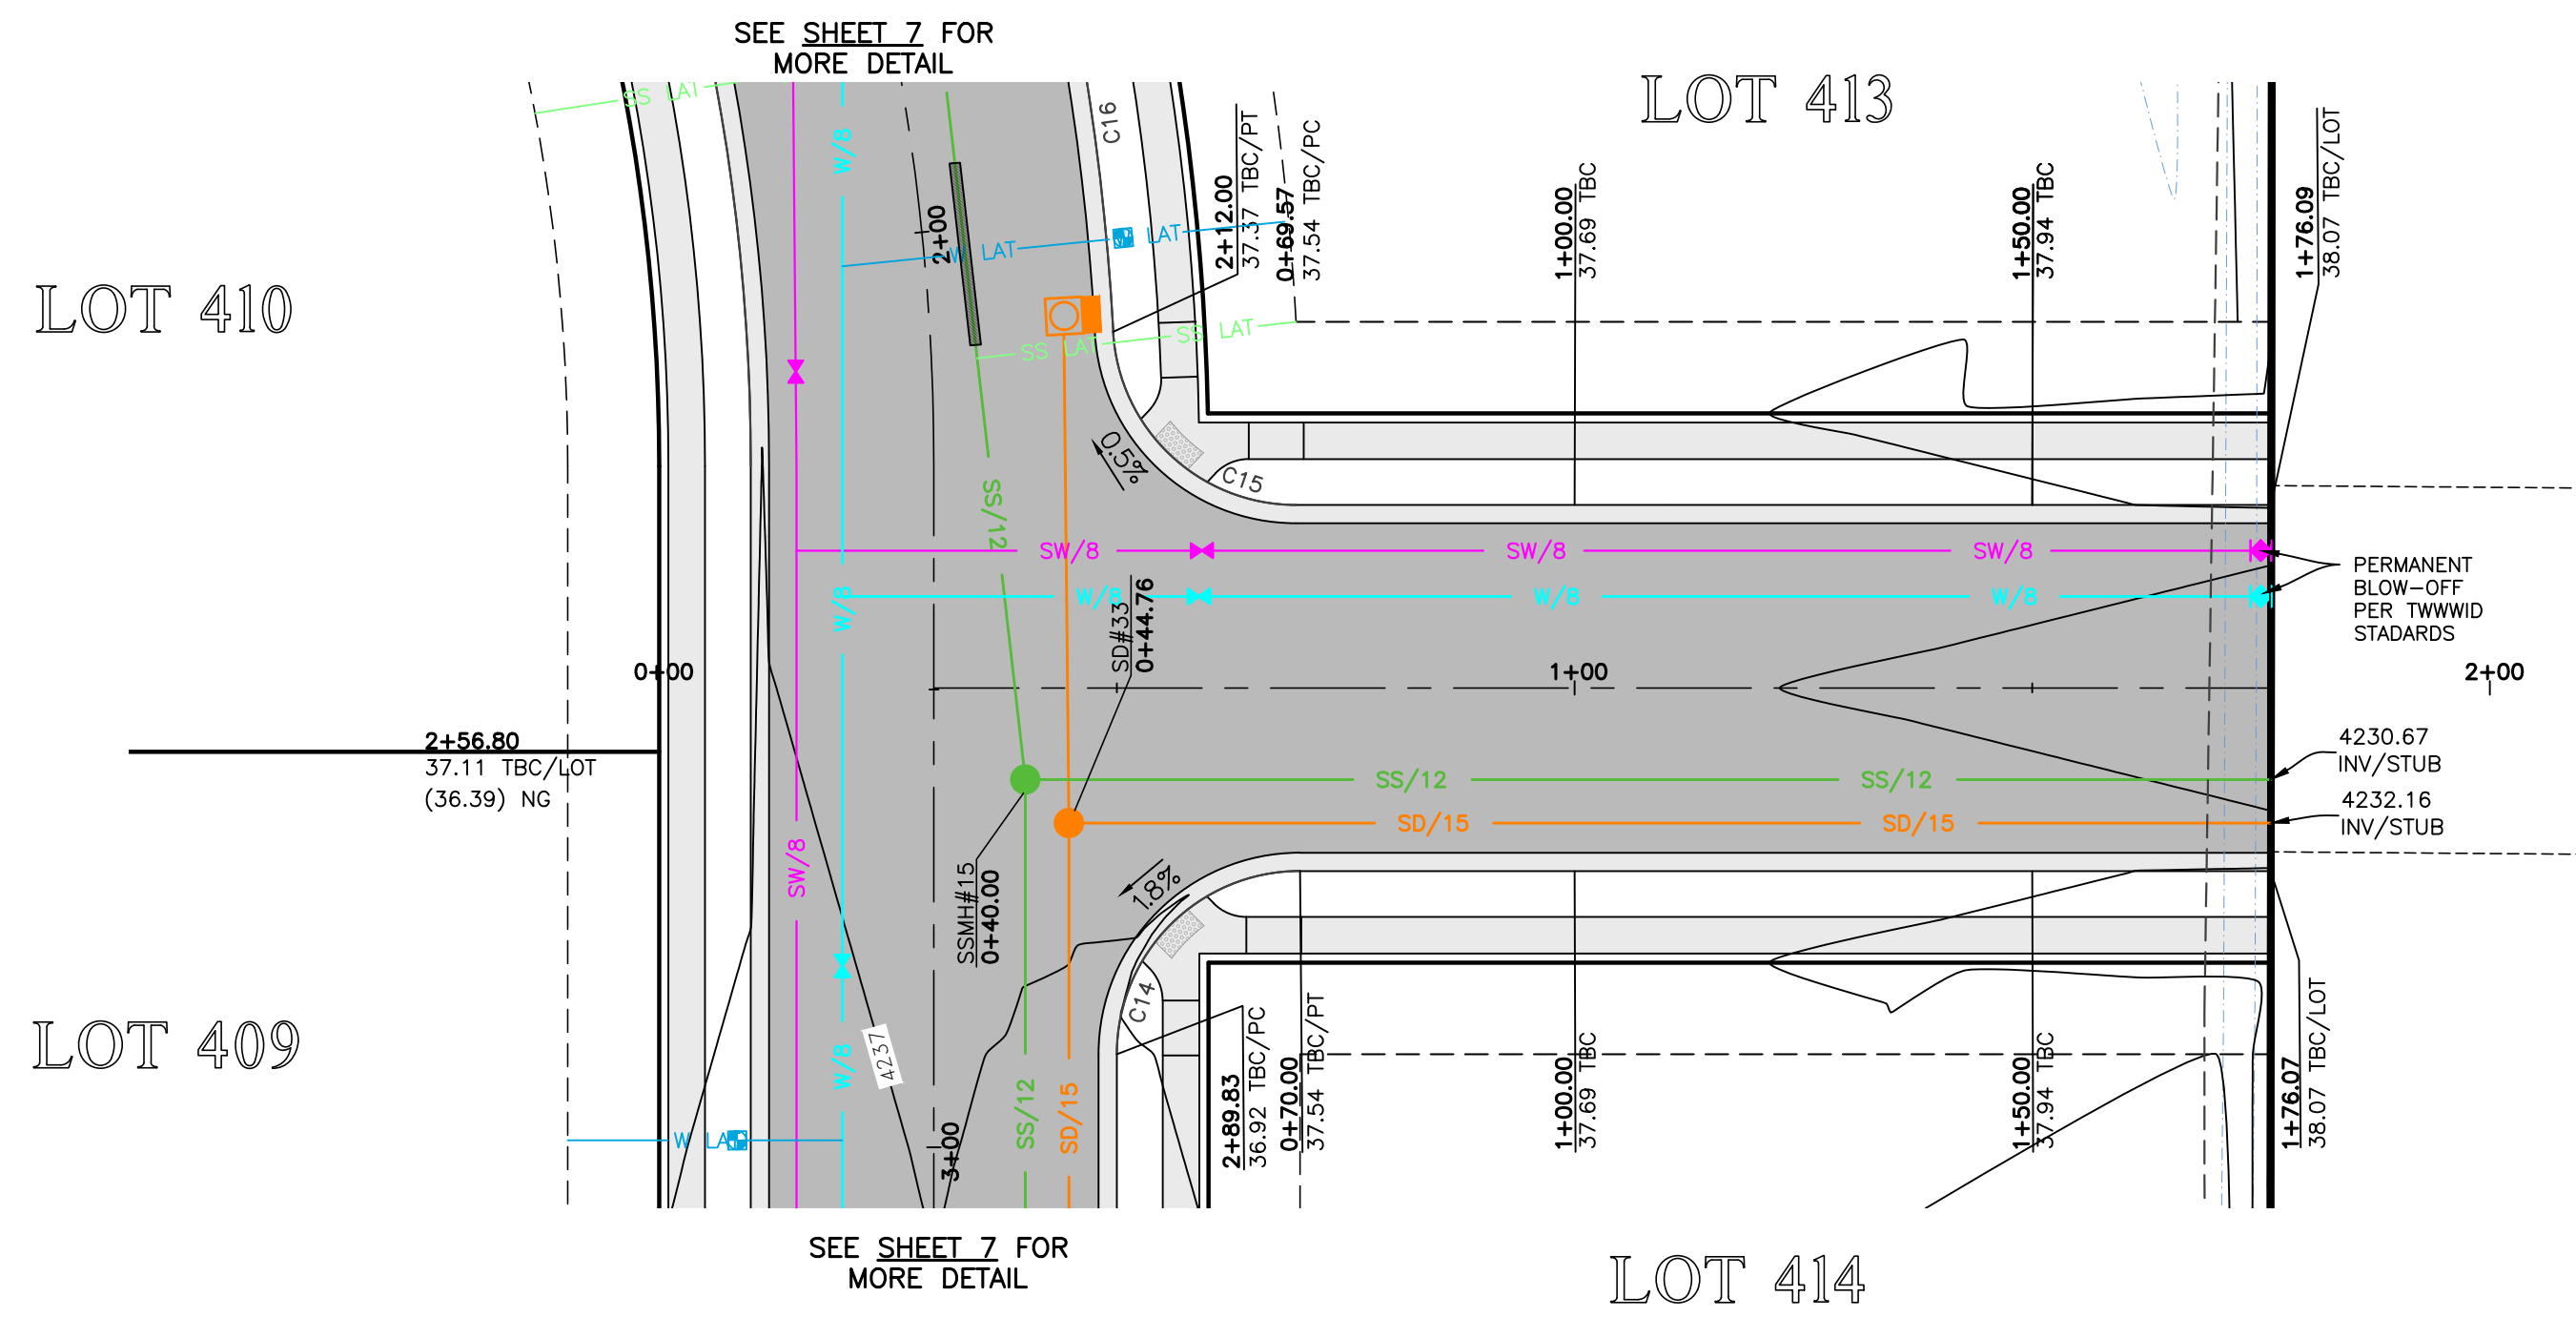 SEE SHEET 7 FOR
MORE DETAIL
LOT 413
SS LAT
W/8
C16
2+12.00
37.37 TBC/PT
0+69.57
37.54 TBC/PC
1+00.00
37.69 TBC
1+50.00
37.94 TBC
1+76.09
38.07 TBC/LOT
2+00
W LAT
LAT
LOT 410
SS LAT
SS LAT
0.5%
C15
SS/12
SW/8
SW/8
SW/8
W/8
W/8
W/8
W/8
PERMANENT
BLOW-OFF
PER TWWWID
STADARDS
SD#33
0+44.76
0+00
1+00
2+00
2+56.80
37.11 TBC/LOT
(36.39) NG
4230.67
INV/STUB
SS/12
SS/12
4232.16
INV/STUB
SD/15
SD/15
SW/8
SSMH#15
0+40.00
1.8%
C14
LOT 409
4237
W/8
SS/12
SD/15
W LAT
3+00
2+89.83
36.92 TBC/PC
0+70.00
37.54 TBC/PT
1+00.00
37.69 TBC
1+50.00
37.94 TBC
1+76.07
38.07 TBC/LOT
SEE SHEET 7 FOR
MORE DETAIL
LOT 414